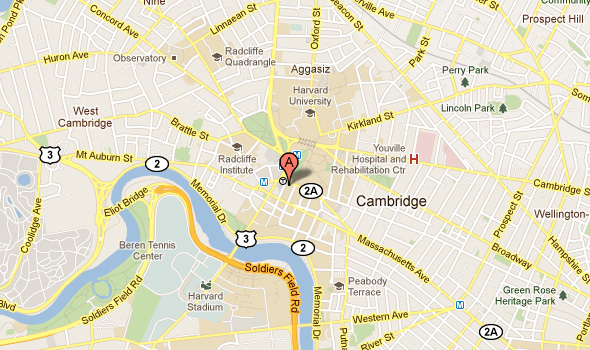 Linnaean St
Concord Ave
Beacon St
Oxford St
Community
Prospect Hill
Park St
Huron Ave
Observatory
Radcliffe
Quadrangle
Aggasiz
Perry Park
Harvard
University
Lincoln Park
West
Cambridge
Brattle St
Kirkland St
Youville
Hospital and
Rehabilitation Ctr
H
3
Mt Auburn St
2
Radcliffe
Institute
M
M
A
2A
Cambridge
Cambridge S
Prospect St
Wellington-
Coolidge Ave
Eliot Bridge
Memorial Dr
Beren Tennis
Center
3
2
Massachusetts Ave
Broadway
Hampshire St
Soldiers Field Rd
Harvard
Stadium
Soldiers Field Rd
Blvd
Memorial Dr
Peabody
Terrace
Green Rose
Heritage Park
M
Western Ave
2A
River St